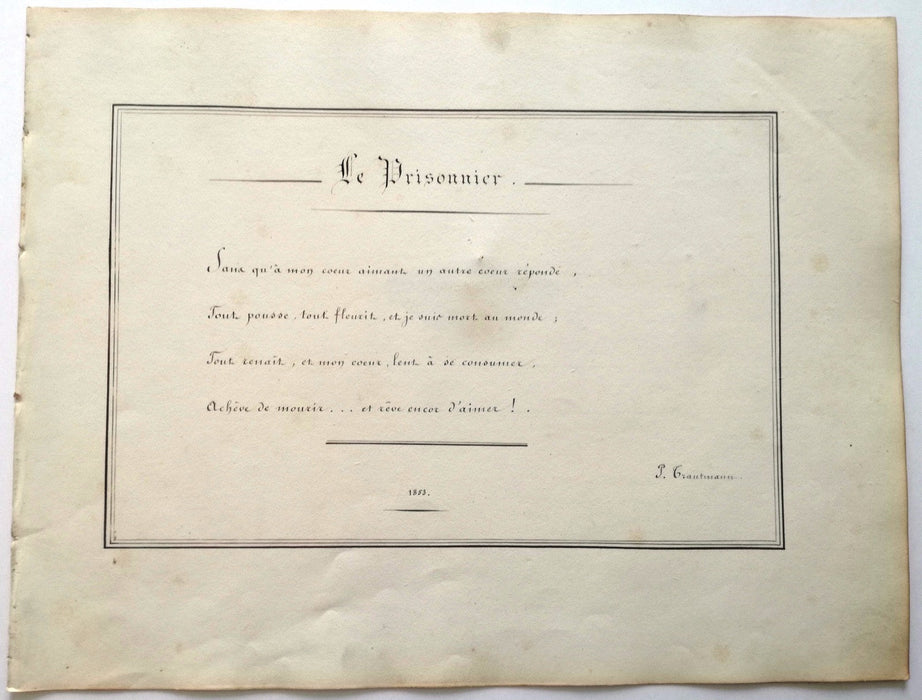 Le Prisonnier.
Sans qu'à mon coeur aimant un autre coeur réponde,
Tout pousse, tout fleurit, et je suis mort au monde;
Tout renaît, et mon coeur, lent à se consumer,
Achève de mourir... et rêve encor d'aimer!.
P. Trautmann.
1853.